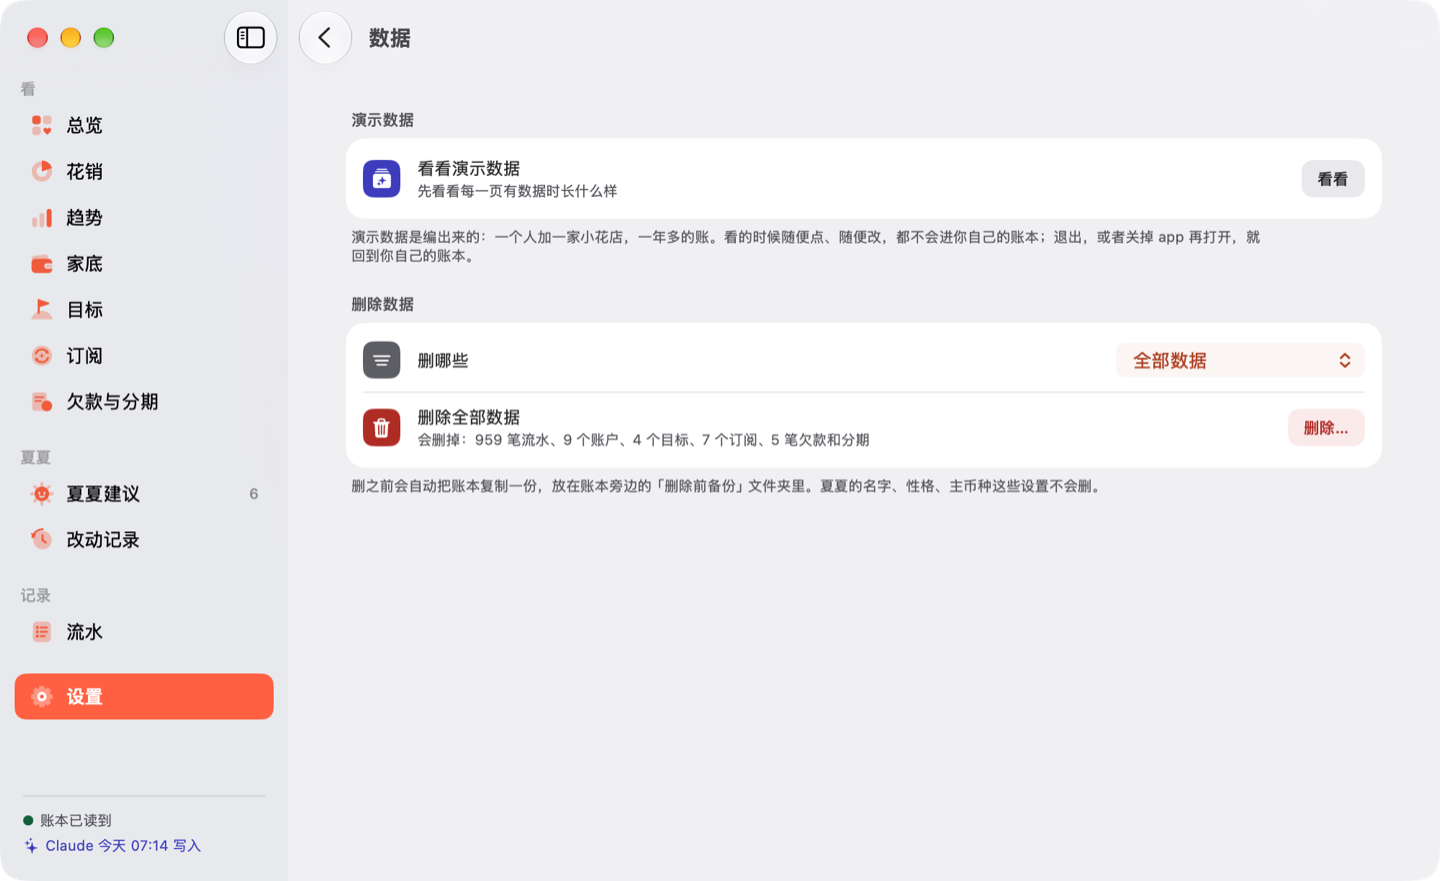 数据
看
总览
花销
趋势
家底
目标
订阅
欠款与分期
夏夏
夏夏建议 6
改动记录
记录
流水
设置
账本已读到
Claude 今天 07:14 写入
演示数据
看看演示数据
先看看每一页有数据时长什么样
看看
演示数据是编出来的：一个人加一家小花店，一年多的账。看的时候随便点、随便改，都不会进你自己的账本；退出，或者关掉 app 再打开，就
回到你自己的账本。
删除数据
删哪些
全部数据
删除全部数据
会删掉：959 笔流水、9 个账户、4 个目标、7 个订阅、5 笔欠款和分期
删除...
删之前会自动把账本复制一份，放在账本旁边的「删除前备份」文件夹里。夏夏的名字、性格、主币种这些设置不会删。